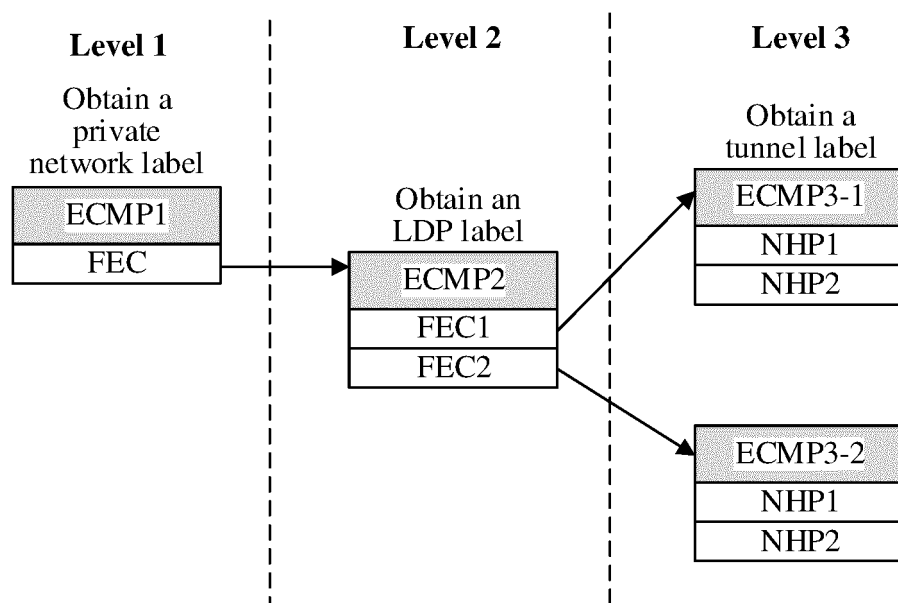 Level 1
Obtain a
private
network label
ECMP1
FEC
Level 2
Obtain an
LDP label
ECMP2
FEC1
FEC2
Level 3
Obtain a
tunnel label
ECMP3-1
NHP1
NHP2
ECMP3-2
NHP1
NHP2